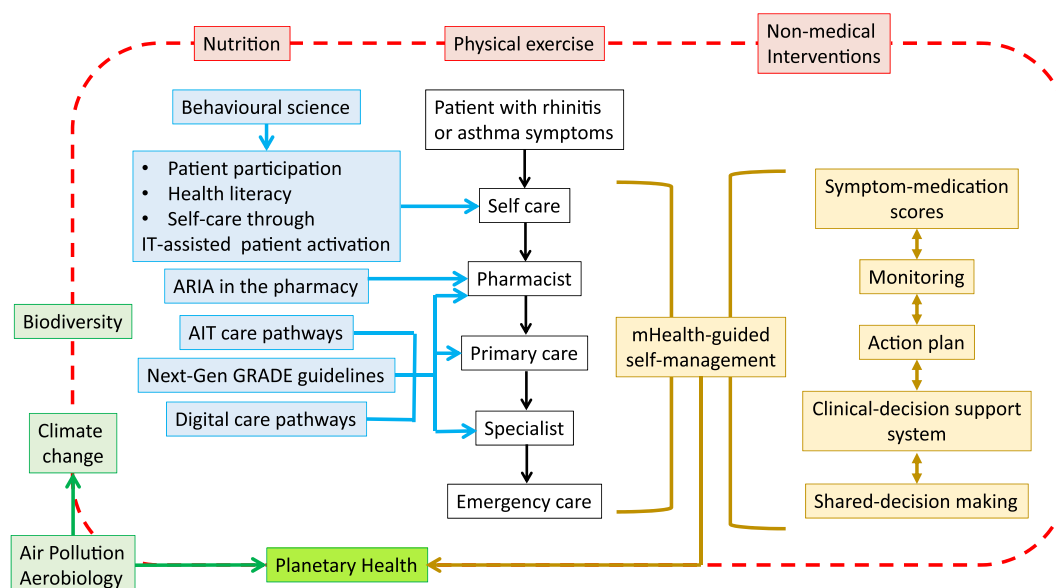 Nutrition
Physical exercise
Non-medical
Interventions
Behavioural science
• Patient participation
• Health literacy
• Self-care through
IT-assisted patient activation
ARIA in the pharmacy
AIT care pathways
Next-Gen GRADE guidelines
Digital care pathways
Patient with rhinitis
or asthma symptoms
Self care
Pharmacist
Primary care
Specialist
Emergency care
mHealth-guided
self-management
Symptom-medication
scores
Monitoring
Action plan
Clinical-decision support
system
Shared-decision making
Biodiversity
Climate
change
Air Pollution
Aerobiology
Planetary Health